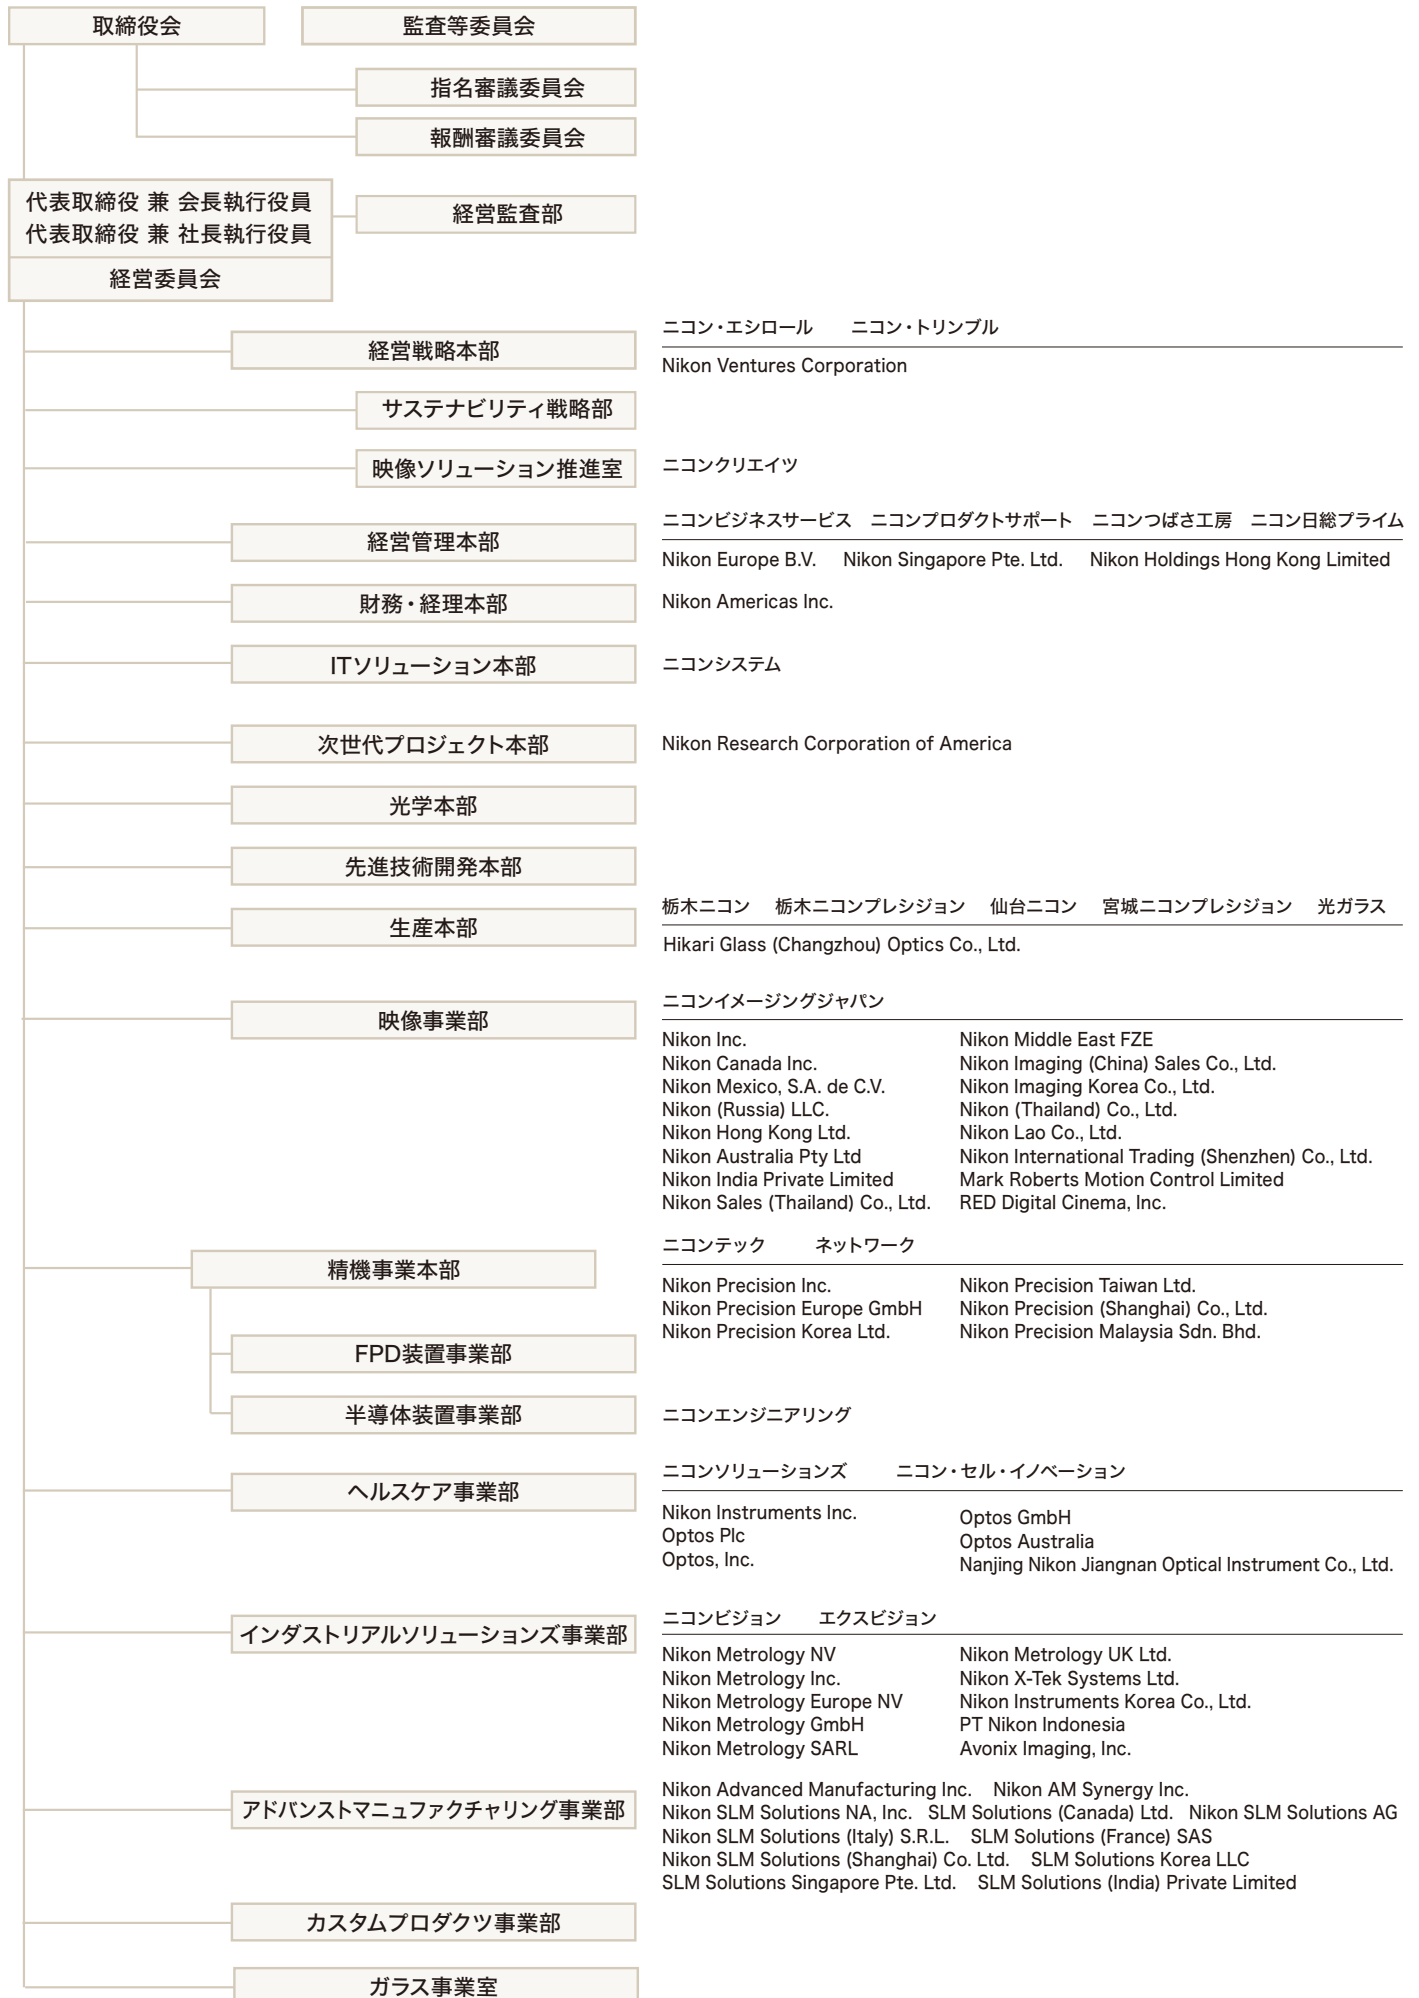 取締役会
監査等委員会
指名審議委員会
報酬審議委員会
代表取締役 兼 会長執行役員
代表取締役 兼 社長執行役員
経営監査部
経営委員会
経営戦略本部
ニコン・エシロール ニコン・トリンブル
Nikon Ventures Corporation
サステナビリティ戦略部
映像ソリューション推進室
ニコンクリエイツ
経営管理本部
ニコンビジネスサービス ニコンプロダクトサポート ニコンつばさ工房 ニコン日総プライム
Nikon Europe B.V. Nikon Singapore Pte. Ltd. Nikon Holdings Hong Kong Limited
財務・経理本部
Nikon Americas Inc.
ITソリューション本部
ニコンシステム
次世代プロジェクト本部
Nikon Research Corporation of America
光学本部
先進技術開発本部
生産本部
栃木ニコン 栃木ニコンプレシジョン 仙台ニコン 宮城ニコンプレシジョン 光ガラス
Hikari Glass (Changzhou) Optics Co., Ltd.
映像事業部
ニコンイメージングジャパン
Nikon Inc.
Nikon Canada Inc.
Nikon Mexico, S.A. de C.V.
Nikon (Russia) LLC.
Nikon Hong Kong Ltd.
Nikon Australia Pty Ltd
Nikon India Private Limited
Nikon Sales (Thailand) Co., Ltd.
Nikon Middle East FZE
Nikon Imaging (China) Sales Co., Ltd.
Nikon Imaging Korea Co., Ltd.
Nikon (Thailand) Co., Ltd.
Nikon Lao Co., Ltd.
Nikon International Trading (Shenzhen) Co., Ltd.
Mark Roberts Motion Control Limited
RED Digital Cinema, Inc.
精機事業本部
ニコンテック ネットワーク
Nikon Precision Inc.
Nikon Precision Europe GmbH
Nikon Precision Korea Ltd.
Nikon Precision Taiwan Ltd.
Nikon Precision (Shanghai) Co., Ltd.
Nikon Precision Malaysia Sdn. Bhd.
FPD装置事業部
半導体装置事業部
ニコンエンジニアリング
ヘルスケア事業部
ニコンソリューションズ ニコン・セル・イノベーション
Nikon Instruments Inc.
Optos Plc
Optos, Inc.
Optos GmbH
Optos Australia
Nanjing Nikon Jiangnan Optical Instrument Co., Ltd.
インダストリアルソリューションズ事業部
ニコンビジョン エクスビジョン
Nikon Metrology NV
Nikon Metrology Inc.
Nikon Metrology Europe NV
Nikon Metrology GmbH
Nikon Metrology SARL
Nikon Metrology UK Ltd.
Nikon X-Tek Systems Ltd.
Nikon Instruments Korea Co., Ltd.
PT Nikon Indonesia
Avonix Imaging, Inc.
アドバンストマニュファクチャリング事業部
Nikon Advanced Manufacturing Inc. Nikon AM Synergy Inc.
Nikon SLM Solutions NA, Inc. SLM Solutions (Canada) Ltd. Nikon SLM Solutions AG
Nikon SLM Solutions (Italy) S.R.L. SLM Solutions (France) SAS
Nikon SLM Solutions (Shanghai) Co. Ltd. SLM Solutions Korea LLC
SLM Solutions Singapore Pte. Ltd. SLM Solutions (India) Private Limited
カスタムプロダクツ事業部
ガラス事業室